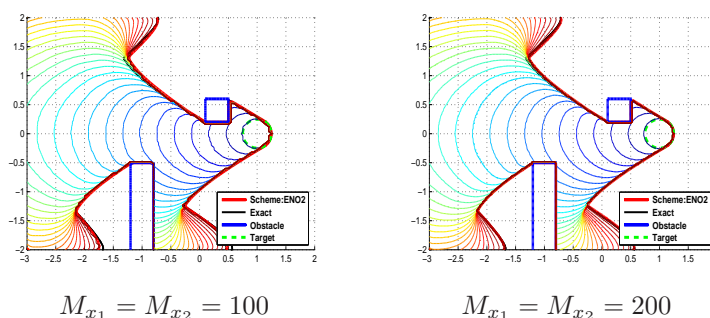 2
1.5
1
0.5
0
−0.5
−1
−1.5
−2
−3 −2.5 −2 −1.5 −1 −0.5 0 0.5 1 1.5 2
Scheme:ENO2
Exact
Obstacle
Target
M_{x_1} = M_{x_2} = 100
2
1.5
1
0.5
0
−0.5
−1
−1.5
−2
−3 −2.5 −2 −1.5 −1 −0.5 0 0.5 1 1.5
Scheme:ENO2
Exact
Obstacle
Target
M_{x_1} = M_{x_2} = 200